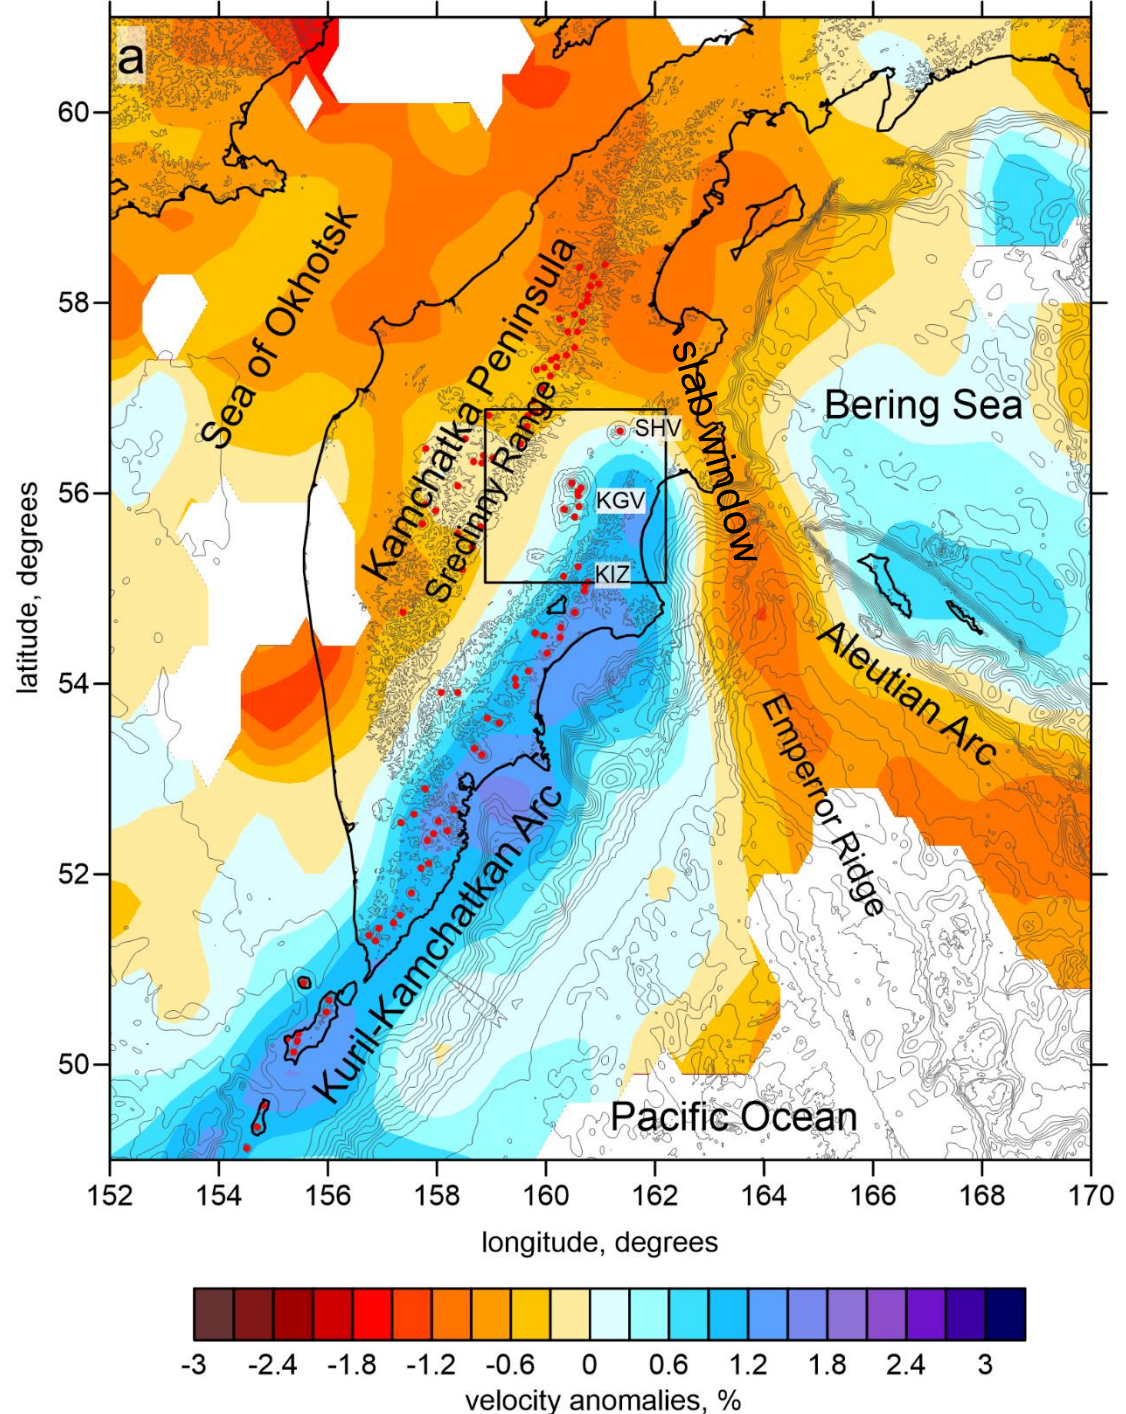 a
60
58
56
54
52
50
latitude, degrees
Sea of Okhotsk
Kamchatka Peninsula
Sredinny Range
slab window
Bering Sea
SHV
KGV
KIZ
Aleutian Arc
Emperror Ridge
Kuril-Kamchatkan Arc
Pacific Ocean
152 154 156 158 160 162 164 166 168 170
longitude, degrees
-3 -2.4 -1.8 -1.2 -0.6 0 0.6 1.2 1.8 2.4 3
velocity anomalies, %